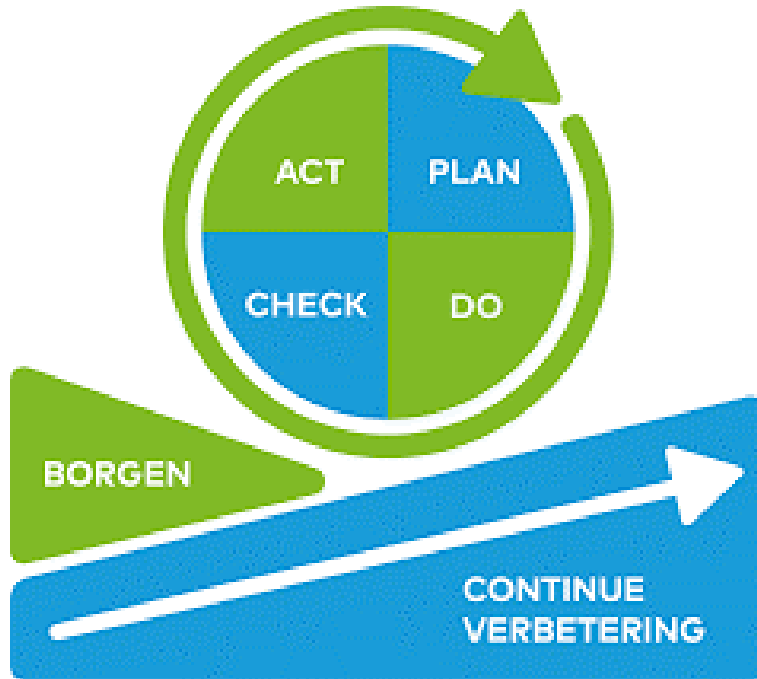 ACT
PLAN
CHECK
DO
BORGEN
CONTINUE
VERBETERING